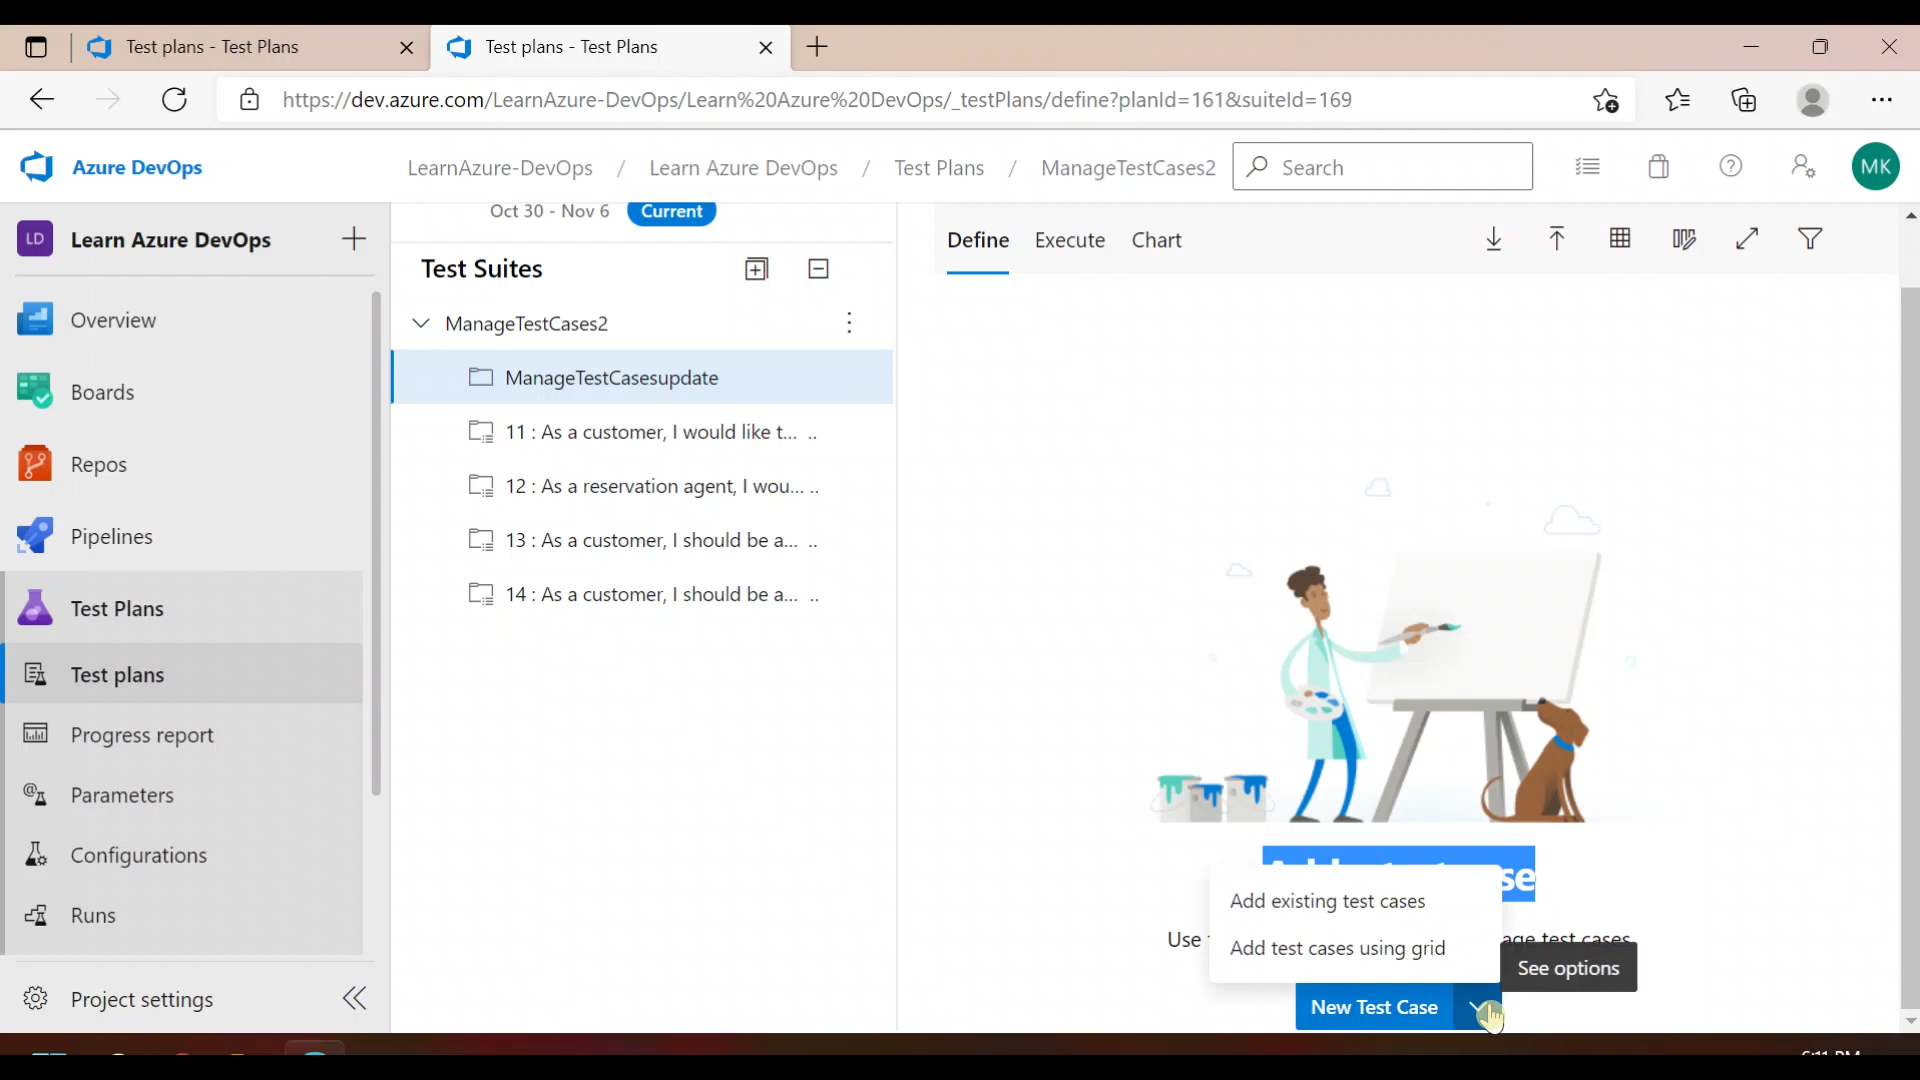 Test plans - Test Plans
Test plans - Test Plans
https://dev.azure.com/LearnAzure-DevOps/Learn%20Azure%20DevOps/_testPlans/define?planId=161&suiteId=169
Azure DevOps
LearnAzure-DevOps / Learn Azure DevOps / Test Plans / ManageTestCases2
Search
MK
LD
Learn Azure DevOps
Overview
Boards
Repos
Pipelines
Test Plans
Test plans
Progress report
Parameters
Configurations
Runs
Project settings
Oct 30 - Nov 6
Current
Test Suites
ManageTestCases2
ManageTestCasesupdate
11 : As a customer, I would like t... ..
12 : As a reservation agent, I wou... ..
13 : As a customer, I should be a... ..
14 : As a customer, I should be a... ..
Define
Execute
Chart
Add existing test cases
Use
test cases
Add test cases using grid
See options
New Test Case